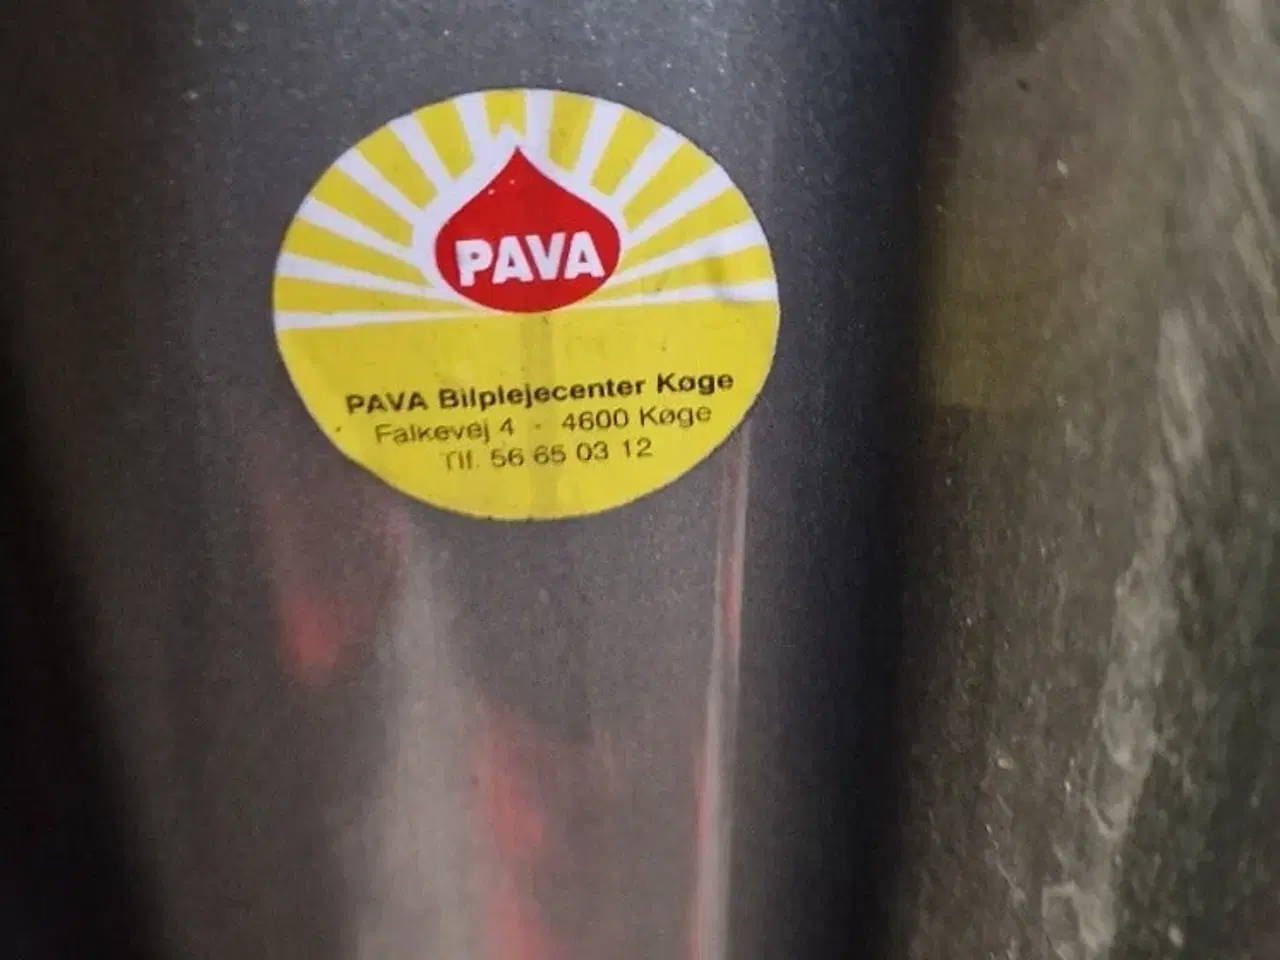 PAVA
PAVA Bilplejecenter Køge
Falkevej 4 - 4600 Køge
Tlf. 56 65 03 12